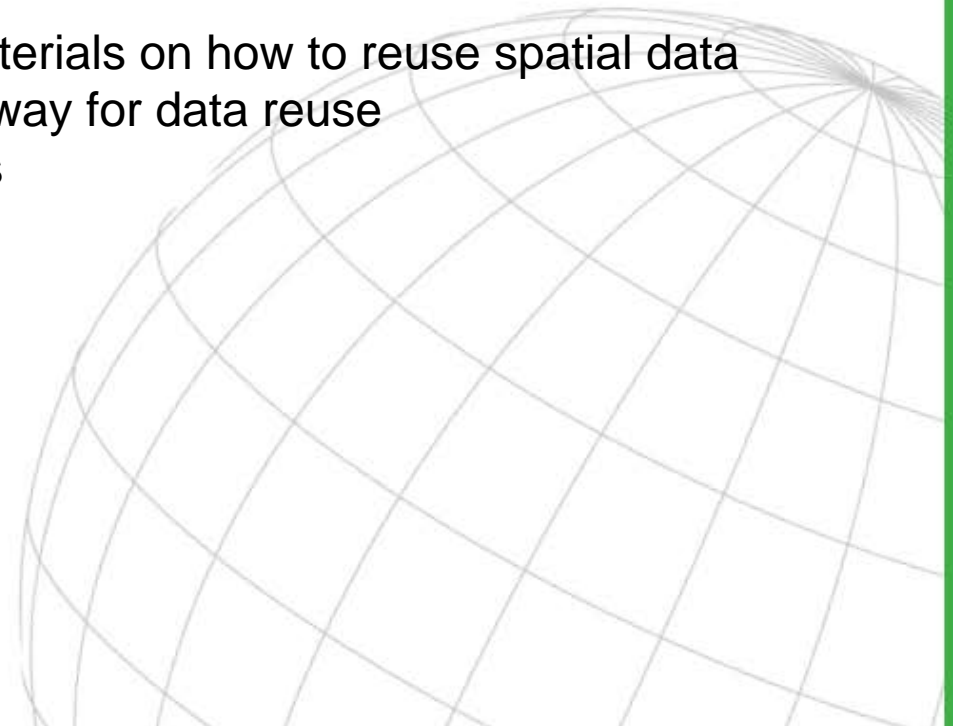 terials on how to reuse spatial data
way for data reuse
s